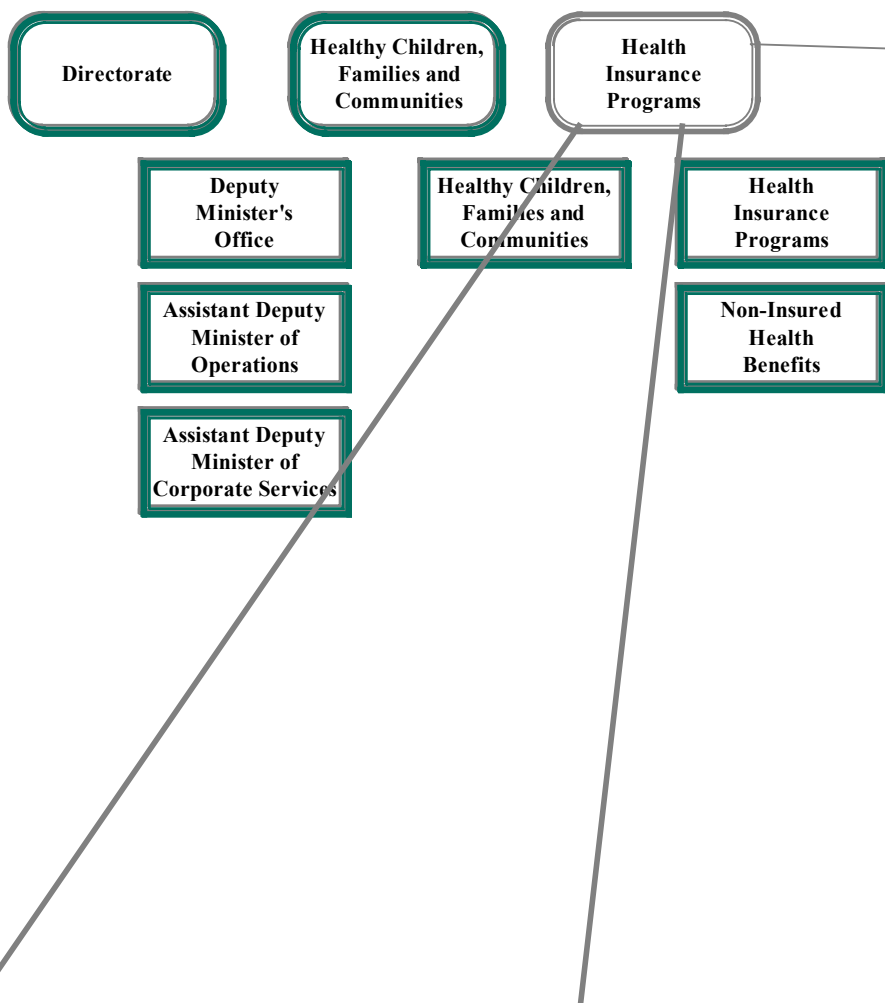 Directorate
Healthy Children,
Families and
Communities
Health
Insurance
Programs
Deputy
Minister's
Office
Healthy Children,
Families and
Communities
Health
Insurance
Programs
Assistant Deputy
Minister of
Operations
Non-Insured
Health
Benefits
Assistant Deputy
Minister of
Corporate Services